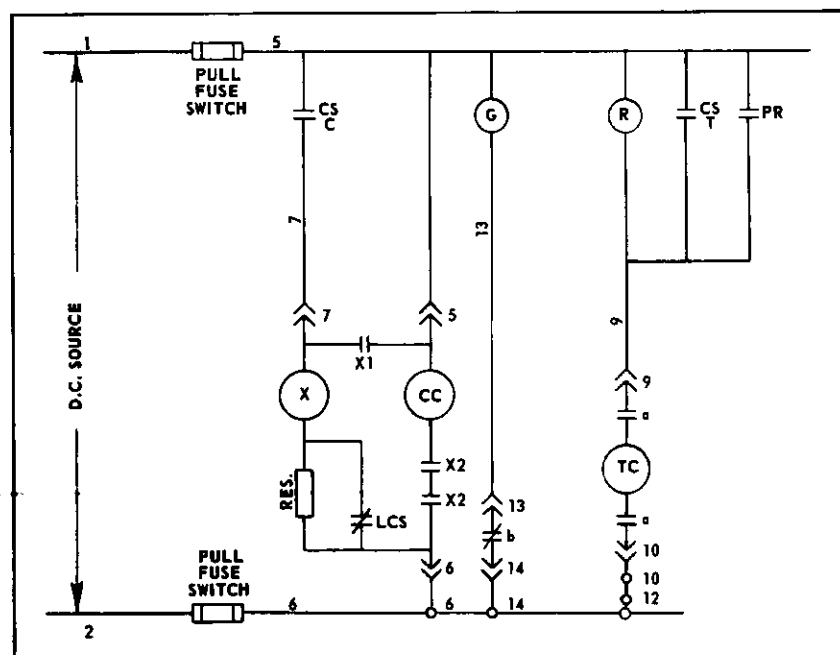 1
5
PULL
FUSE
SWITCH
CS
C
G
R
CS
T
PR
7
13
9
D.C. SOURCE
7
5
X1
X
CC
9
a
TC
a
RES.
LCS
X2
X2
13
b
14
10
10
12
PULL
FUSE
SWITCH
6
6
6
14
2